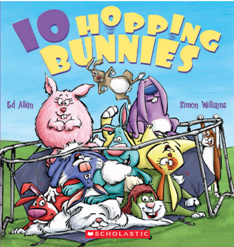 10 HOPPING
BUNNIES
Ed Allen
Simon Williams
SCHOLASTIC